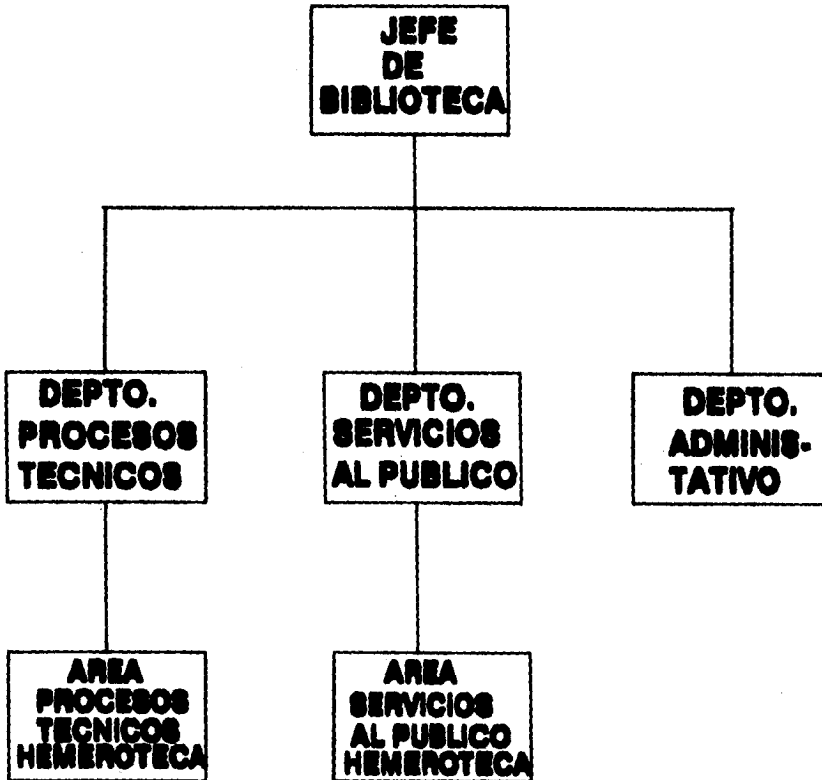 JEFE
DE
BIBLIOTECA
DEPTO.
PROCESOS
TECNICOS
DEPTO.
SERVICIOS
AL PUBLICO
DEPTO.
ADMINIS-
TATIVO
AREA
PROCESOS
TECNICOS
HEMEROTECA
AREA
SERVICIOS
AL PUBLICO
HEMEROTECA